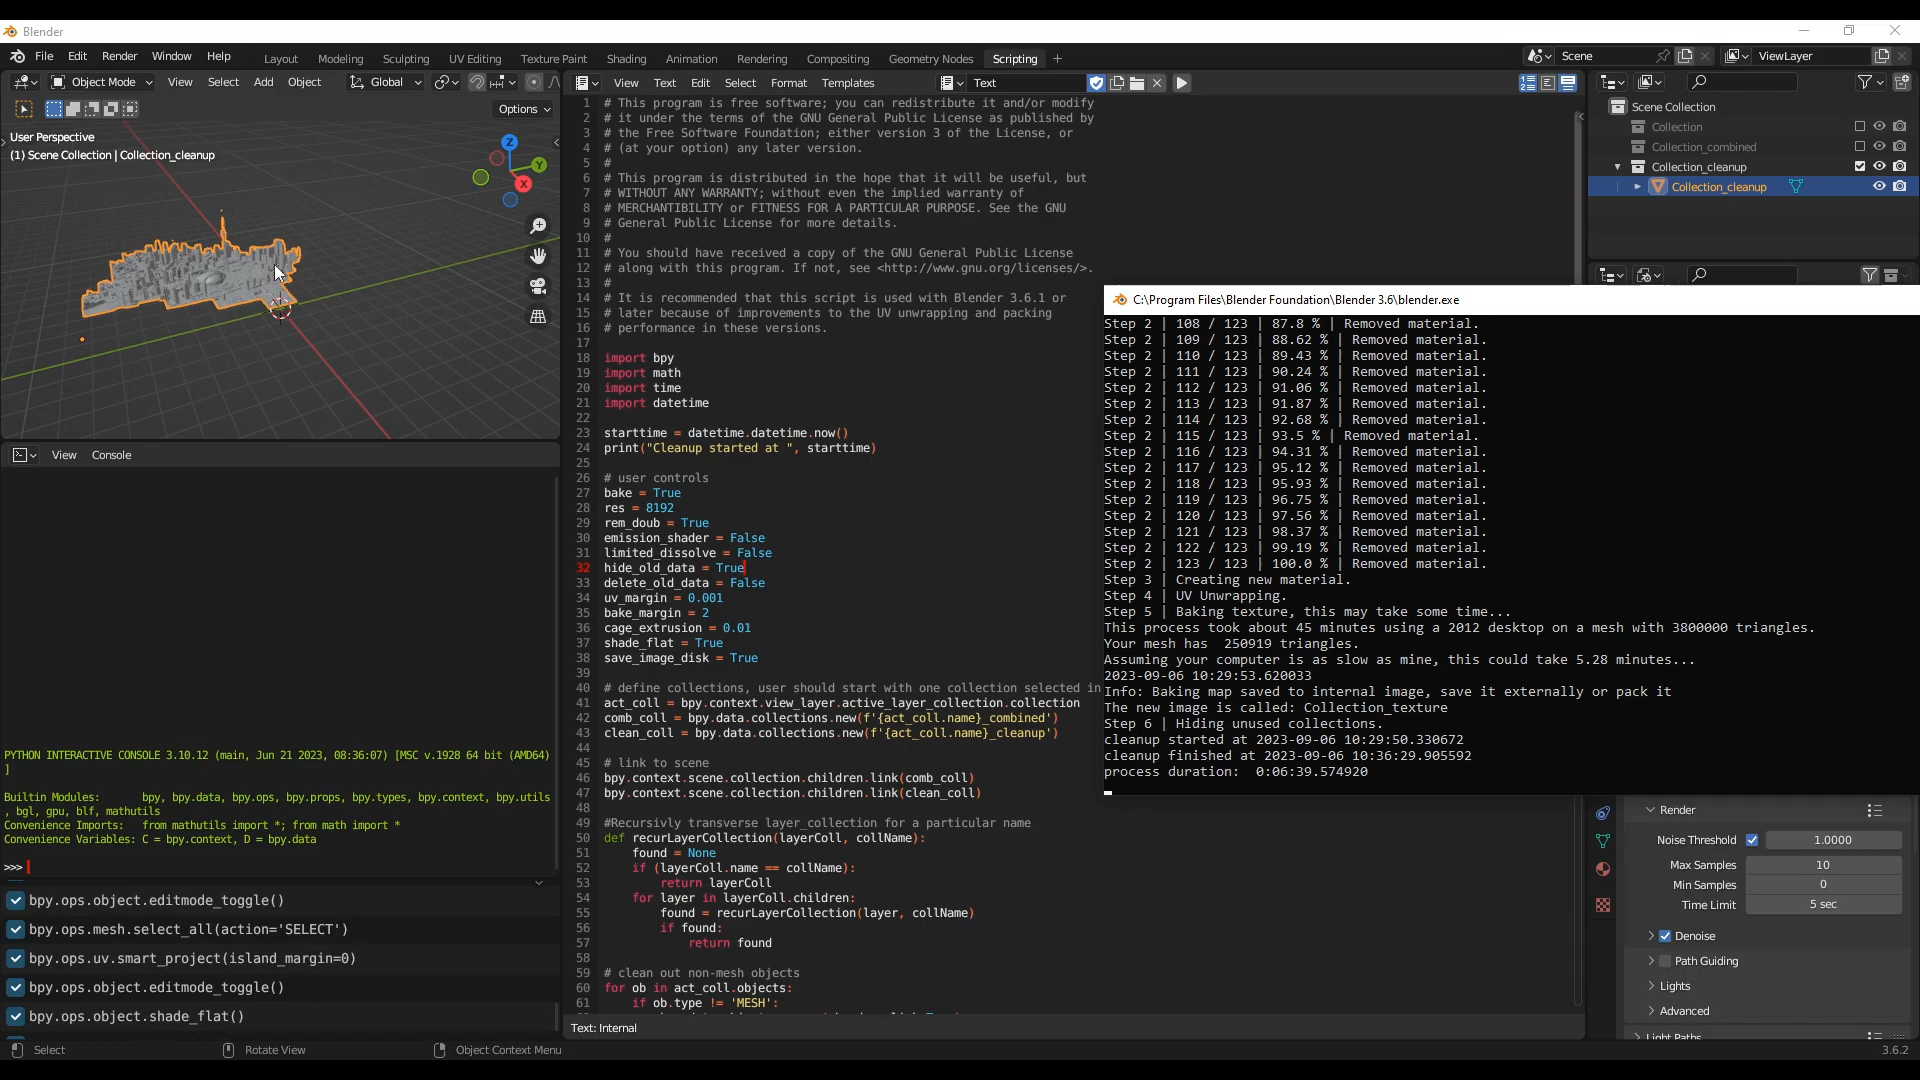 Blender
File Edit Render Window Help Layout Modeling Sculpting UV Editing Texture Paint Shading Animation Rendering Compositing Geometry Nodes Scripting + Scene ViewLayer
Object Mode View Select Add Object Global
View Text Edit Select Format Templates Text
Options
User Perspective
(1) Scene Collection | Collection_cleanup
Z
Y
X
View Console
PYTHON INTERACTIVE CONSOLE 3.10.12 (main, Jun 21 2023, 08:36:07) [MSC v.1928 64 bit (AMD64)
]
Builtin Modules: bpy, bpy.data, bpy.ops, bpy.props, bpy.types, bpy.context, bpy.utils
, bgl, gpu, blf, mathutils
Convenience Imports: from mathutils import *; from math import *
Convenience Variables: C = bpy.context, D = bpy.data
>>>
bpy.ops.object.editmode_toggle()
bpy.ops.mesh.select_all(action='SELECT')
bpy.ops.uv.smart_project(island_margin=0)
bpy.ops.object.editmode_toggle()
bpy.ops.object.shade_flat()
1 # This program is free software; you can redistribute it and/or modify
2 # it under the terms of the GNU General Public License as published by
3 # the Free Software Foundation; either version 3 of the License, or
4 # (at your option) any later version.
5 #
6 # This program is distributed in the hope that it will be useful, but
7 # WITHOUT ANY WARRANTY; without even the implied warranty of
8 # MERCHANTIBILITY or FITNESS FOR A PARTICULAR PURPOSE. See the GNU
9 # General Public License for more details.
10 #
11 # You should have received a copy of the GNU General Public License
12 # along with this program. If not, see <http://www.gnu.org/licenses/>.
13 #
14 # It is recommended that this script is used with Blender 3.6.1 or
15 # later because of improvements to the UV unwrapping and packing
16 # performance in these versions.
17
18 import bpy
19 import math
20 import time
21 import datetime
22
23 starttime = datetime.datetime.now()
24 print("Cleanup started at ", starttime)
25
26 # user controls
27 bake = True
28 res = 8192
29 rem_doub = True
30 emission_shader = False
31 limited_dissolve = False
32 hide_old_data = True
33 delete_old_data = False
34 uv_margin = 0.001
35 bake_margin = 2
36 cage_extrusion = 0.01
37 shade_flat = True
38 save_image_disk = True
39
40 # define collections, user should start with one collection selected in
41 act_coll = bpy.context.view_layer.active_layer_collection.collection
42 comb_coll = bpy.data.collections.new(f'{act_coll.name}_combined')
43 clean_coll = bpy.data.collections.new(f'{act_coll.name}_cleanup')
44
45 # link to scene
46 bpy.context.scene.collection.children.link(comb_coll)
47 bpy.context.scene.collection.children.link(clean_coll)
48
49 #Recursivly transverse layer_collection for a particular name
50 def recurLayerCollection(layerColl, collName):
51 found = None
52 if (layerColl.name == collName):
53 return layerColl
54 for layer in layerColl.children:
55 found = recurLayerCollection(layer, collName)
56 if found:
57 return found
58
59 # clean out non-mesh objects
60 for ob in act_coll.objects:
61 if ob.type != 'MESH':
Text: Internal
Scene Collection
Collection
Collection_combined
Collection_cleanup
Collection_cleanup
C:\Program Files\Blender Foundation\Blender 3.6\blender.exe
Step 2 | 108 / 123 | 87.8 % | Removed material.
Step 2 | 109 / 123 | 88.62 % | Removed material.
Step 2 | 110 / 123 | 89.43 % | Removed material.
Step 2 | 111 / 123 | 90.24 % | Removed material.
Step 2 | 112 / 123 | 91.06 % | Removed material.
Step 2 | 113 / 123 | 91.87 % | Removed material.
Step 2 | 114 / 123 | 92.68 % | Removed material.
Step 2 | 115 / 123 | 93.5 % | Removed material.
Step 2 | 116 / 123 | 94.31 % | Removed material.
Step 2 | 117 / 123 | 95.12 % | Removed material.
Step 2 | 118 / 123 | 95.93 % | Removed material.
Step 2 | 119 / 123 | 96.75 % | Removed material.
Step 2 | 120 / 123 | 97.56 % | Removed material.
Step 2 | 121 / 123 | 98.37 % | Removed material.
Step 2 | 122 / 123 | 99.19 % | Removed material.
Step 2 | 123 / 123 | 100.0 % | Removed material.
Step 3 | Creating new material.
Step 4 | UV Unwrapping.
Step 5 | Baking texture, this may take some time...
This process took about 45 minutes using a 2012 desktop on a mesh with 3800000 triangles.
Your mesh has 250919 triangles.
Assuming your computer is as slow as mine, this could take 5.28 minutes...
2023-09-06 10:29:53.620033
Info: Baking map saved to internal image, save it externally or pack it
The new image is called: Collection_texture
Step 6 | Hiding unused collections.
cleanup started at 2023-09-06 10:29:50.330672
cleanup finished at 2023-09-06 10:36:29.905592
process duration: 0:06:39.574920
Render
Noise Threshold 1.0000
Max Samples 10
Min Samples 0
Time Limit 5 sec
Denoise
Path Guiding
Lights
Advanced
Light Paths
Select Rotate View Object Context Menu 3.6.2